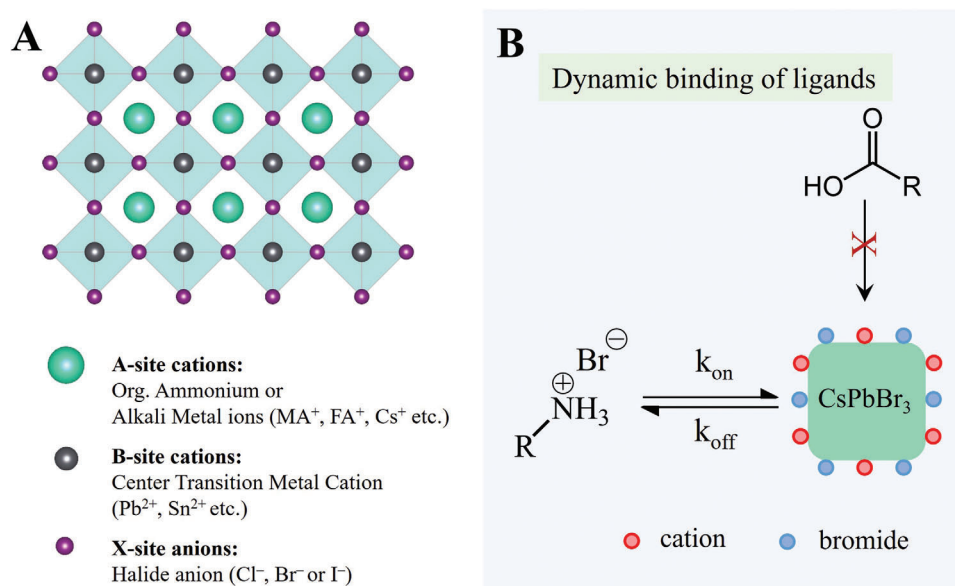 A
A-site cations:
Org. Ammonium or
Alkali Metal ions (MA⁺, FA⁺, Cs⁺ etc.)
B-site cations:
Center Transition Metal Cation
(Pb²⁺, Sn²⁺ etc.)
X-site anions:
Halide anion (Cl⁻, Br⁻ or I⁻)
B
Dynamic binding of ligands
O
HO R
X
Br⊖
⊕
NH₃
R
kon
koff
CsPbBr₃
cation bromide